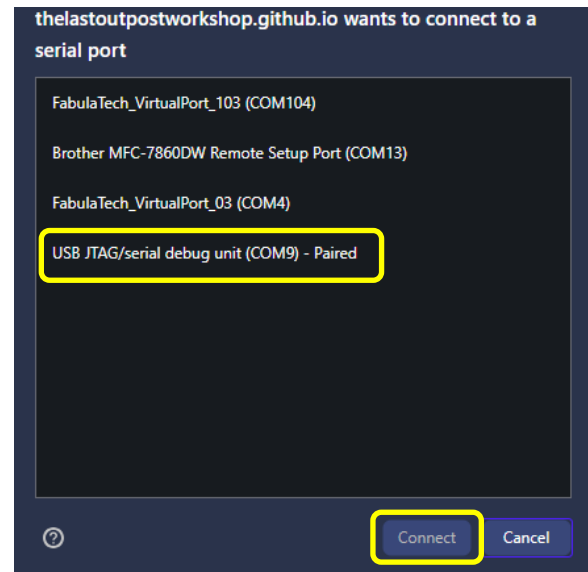 thelastoutpostworkshop.github.io wants to connect to a
serial port
FabulaTech_VirtualPort_103 (COM104)
Brother MFC-7860DW Remote Setup Port (COM13)
FabulaTech_VirtualPort_03 (COM4)
USB JTAG/serial debug unit (COM9) - Paired
Connect Cancel